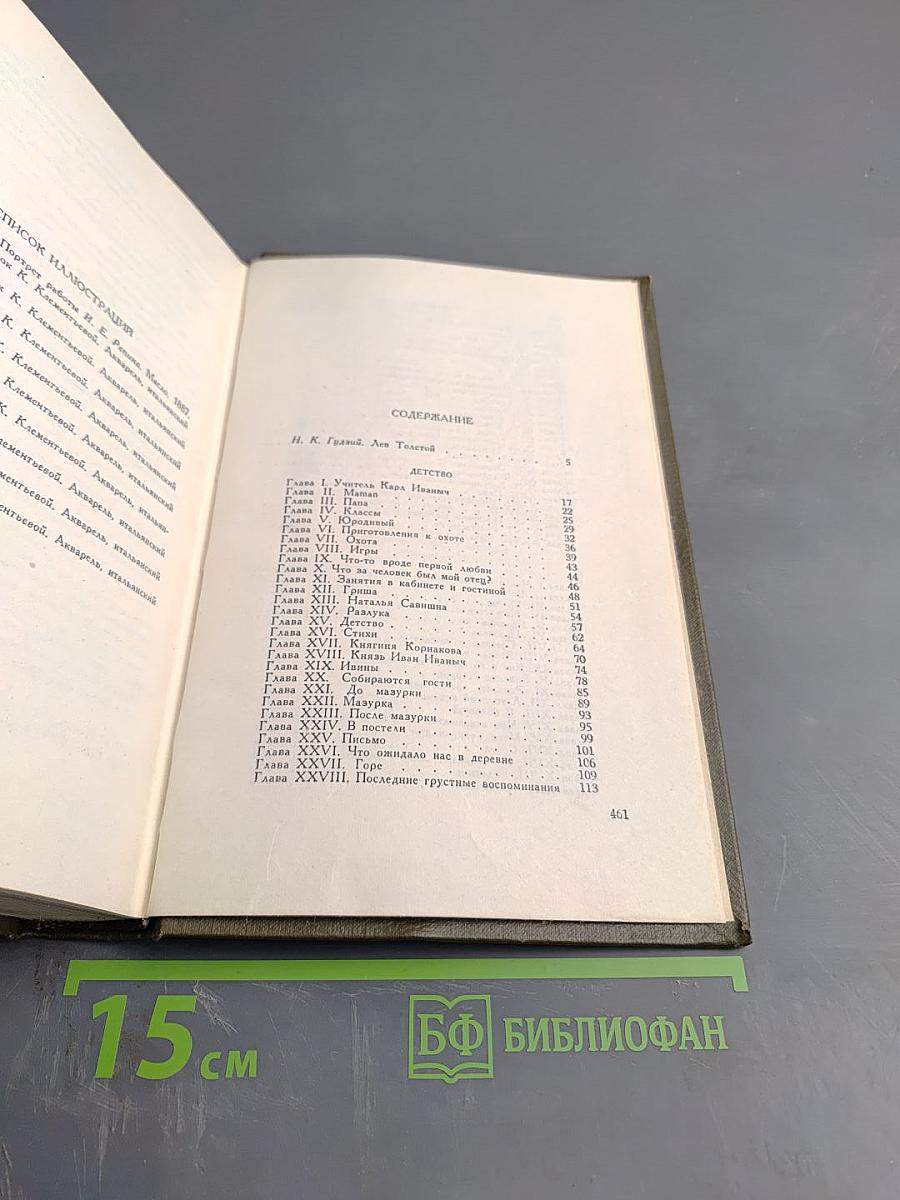 СПИСОК ИЛЛЮСТРАЦИЙ
Портрет работы И. Е. Репина. Масло. 1887.
К. Клементьевой. Акварель, итальянский
К. Клементьевой. Акварель, итальянский
К. Клементьевой. Акварель, итальянский
К. Клементьевой. Акварель, итальянский
Клементьевой. Акварель, итальян-
К. Клементьевой. Акварель, итальянский
Акварель, итальянский
Акварель, итальянский
СОДЕРЖАНИЕ
Н. К. Гудзий. Лев Толстой . . . . . . . 5
ДЕТСТВО
Глава I. Учитель Карл Иваныч . . . . . . . 17
Глава II. Maman . . . . . . . 22
Глава III. Папа . . . . . . . 25
Глава IV. Классы . . . . . . . 29
Глава V. Юродивый . . . . . . . 32
Глава VI. Приготовления к охоте . . . . . . . 36
Глава VII. Охота . . . . . . . 39
Глава VIII. Игры . . . . . . . 43
Глава IX. Что-то вроде первой любви . . . . . . . 44
Глава X. Что за человек был мой отец? . . . . . . . 46
Глава XI. Занятия в кабинете и гостиной . . . . . . . 48
Глава XII. Гриша . . . . . . . 51
Глава XIII. Наталья Савишна . . . . . . . 54
Глава XIV. Разлука . . . . . . . 57
Глава XV. Детство . . . . . . . 62
Глава XVI. Стихи . . . . . . . 64
Глава XVII. Княгиня Корнакова . . . . . . . 70
Глава XVIII. Князь Иван Иваныч . . . . . . . 74
Глава XIX. Ивины . . . . . . . 78
Глава XX. Собираются гости . . . . . . . 85
Глава XXI. До мазурки . . . . . . . 89
Глава XXII. Мазурка . . . . . . . 93
Глава XXIII. После мазурки . . . . . . . 95
Глава XXIV. В постели . . . . . . . 99
Глава XXV. Письмо . . . . . . . 101
Глава XXVI. Что ожидало нас в деревне . . . . 106
Глава XXVII. Горе . . . . . . . 109
Глава XXVIII. Последние грустные воспоминания 113
461
15 см
БФ БИБЛИОФАН